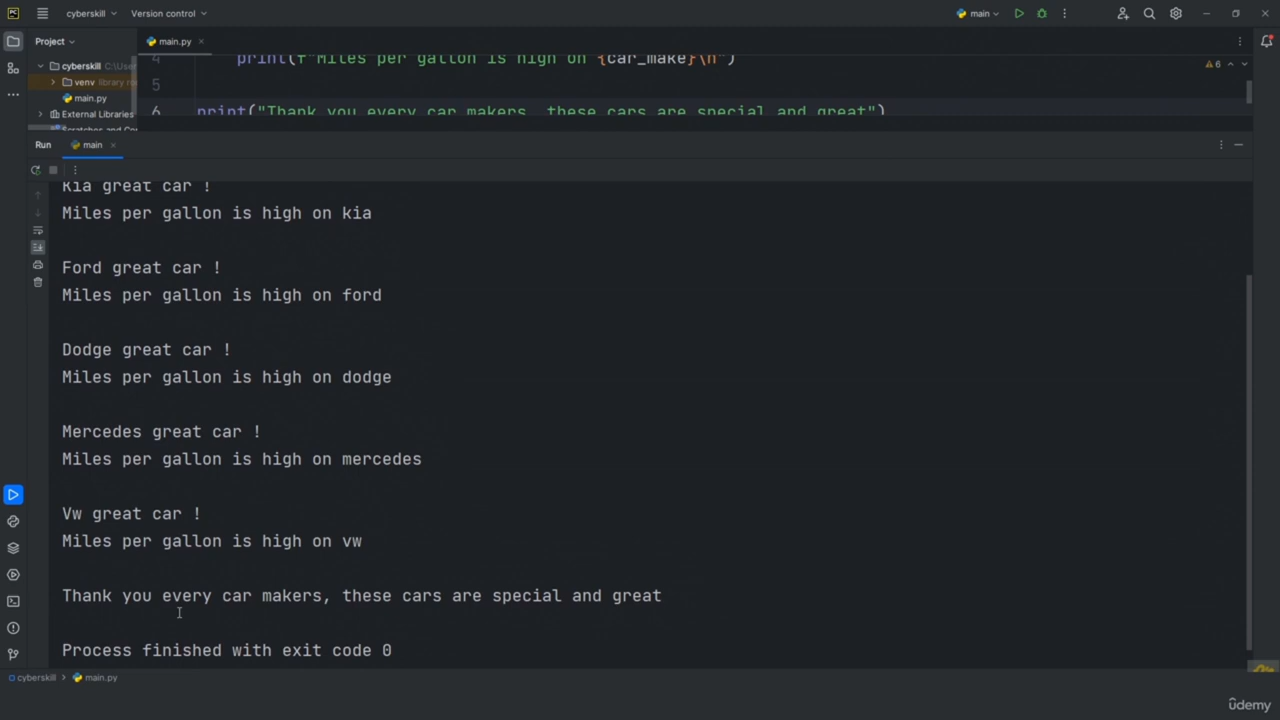 cyberskill
Version control
main
Project
main.py
cyberskill C:\Users
venv library ro
main.py
External Libraries
Scratches and Co
4 print(f"Miles per gallon is high on {car_make}\n")
5
6 print("Thank you every car makers, these cars are special and great")
6
Run
main
Kia great car !
Miles per gallon is high on kia
Ford great car !
Miles per gallon is high on ford
Dodge great car !
Miles per gallon is high on dodge
Mercedes great car !
Miles per gallon is high on mercedes
Vw great car !
Miles per gallon is high on vw
Thank you every car makers, these cars are special and great
Process finished with exit code 0
cyberskill > main.py
udemy